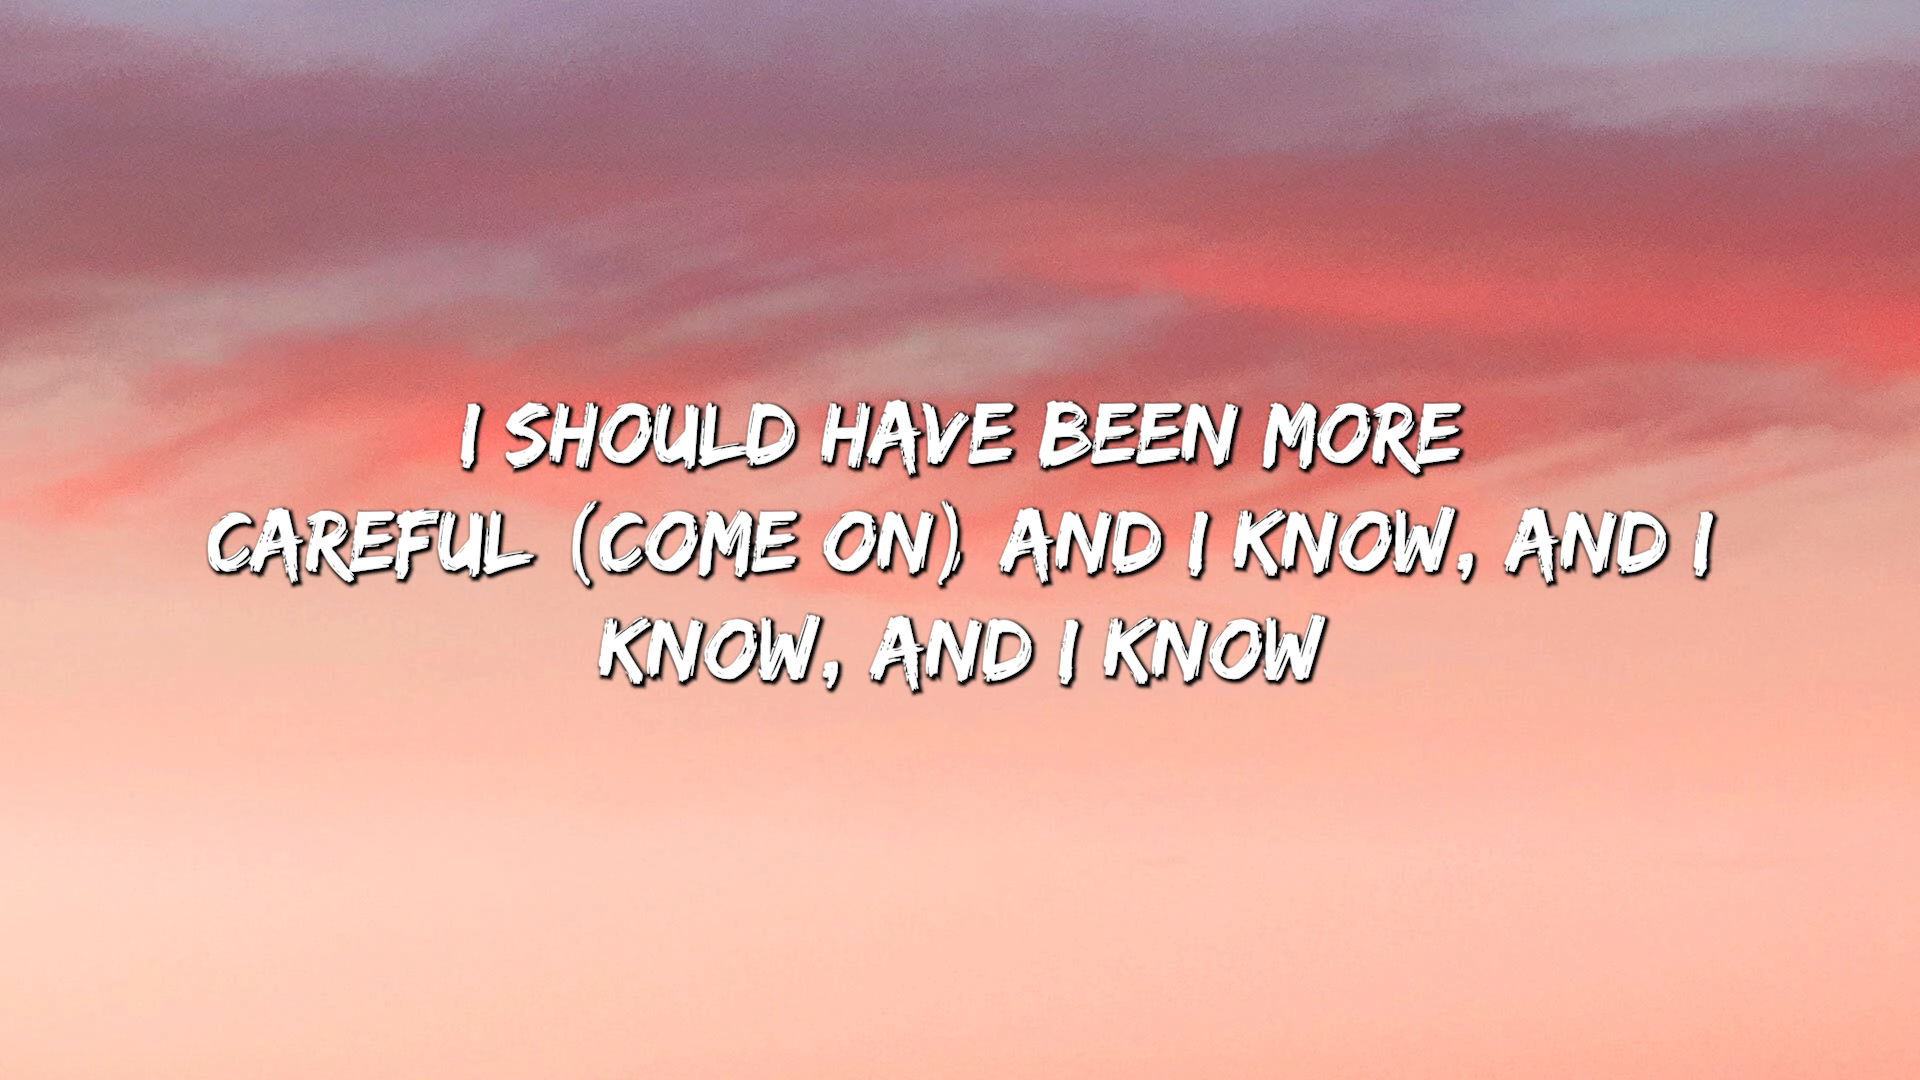 I SHOULD HAVE BEEN MORE
CAREFUL (COME ON) AND I KNOW, AND I
KNOW, AND I KNOW